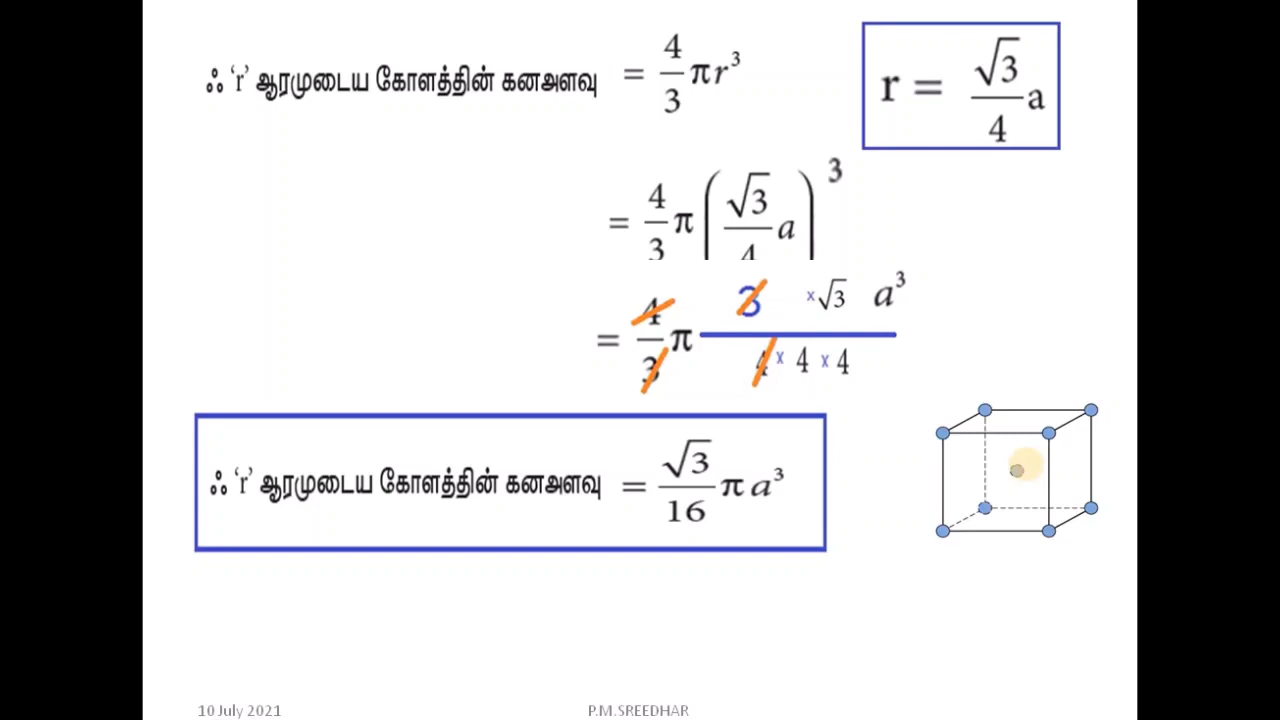 ∴ ‘r’ ஆரமுடைய கோளத்தின் கனஅளவு = 4/3 πr³
r = √3/4 a
= 4/3 π (√3/4 a)³
= 4/3 π 3 × √3 a³ / 4 × 4 × 4
∴ ‘r’ ஆரமுடைய கோளத்தின் கனஅளவு = √3/16 π a³
10 July 2021
P.M.SREEDHAR